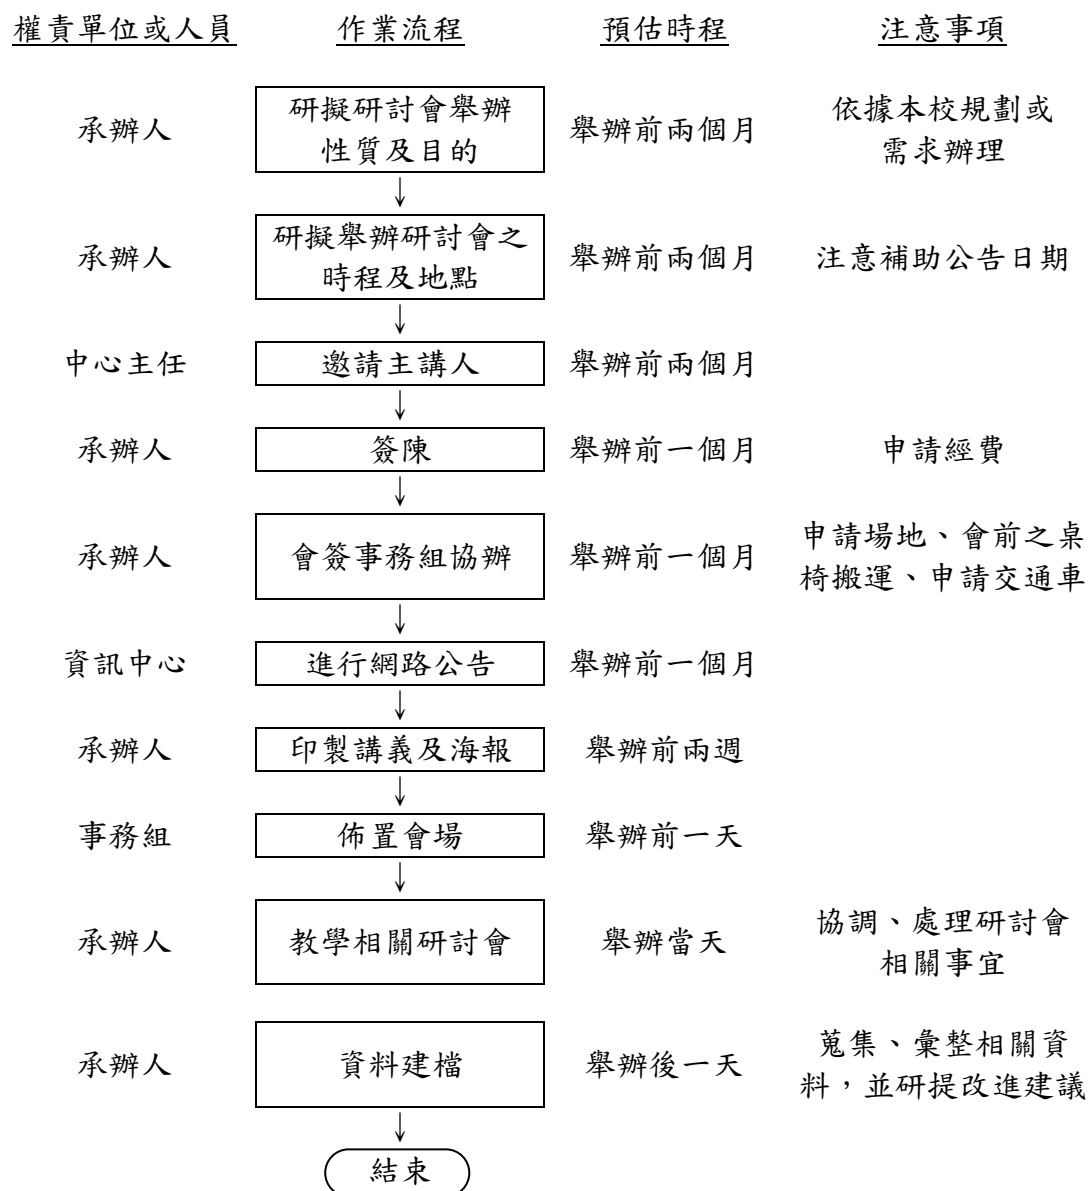 權責單位或人員 作業流程 預估時程 注意事項
承辦人 研擬研討會舉辦 舉辦前兩個月 依據本校規劃或
性質及目的 需求辦理
承辦人 研擬舉辦研討會之 舉辦前兩個月 注意補助公告日期
時程及地點
中心主任 邀請主講人 舉辦前兩個月
承辦人 簽陳 舉辦前一個月 申請經費
承辦人 會簽事務組協辦 舉辦前一個月 申請場地、會前之桌
椅搬運、申請交通車
資訊中心 進行網路公告 舉辦前一個月
承辦人 印製講義及海報 舉辦前兩週
事務組 佈置會場 舉辦前一天
承辦人 教學相關研討會 舉辦當天 協調、處理研討會
相關事宜
承辦人 資料建檔 舉辦後一天 蒐集、彙整相關資
料，並研提改進建議
結束